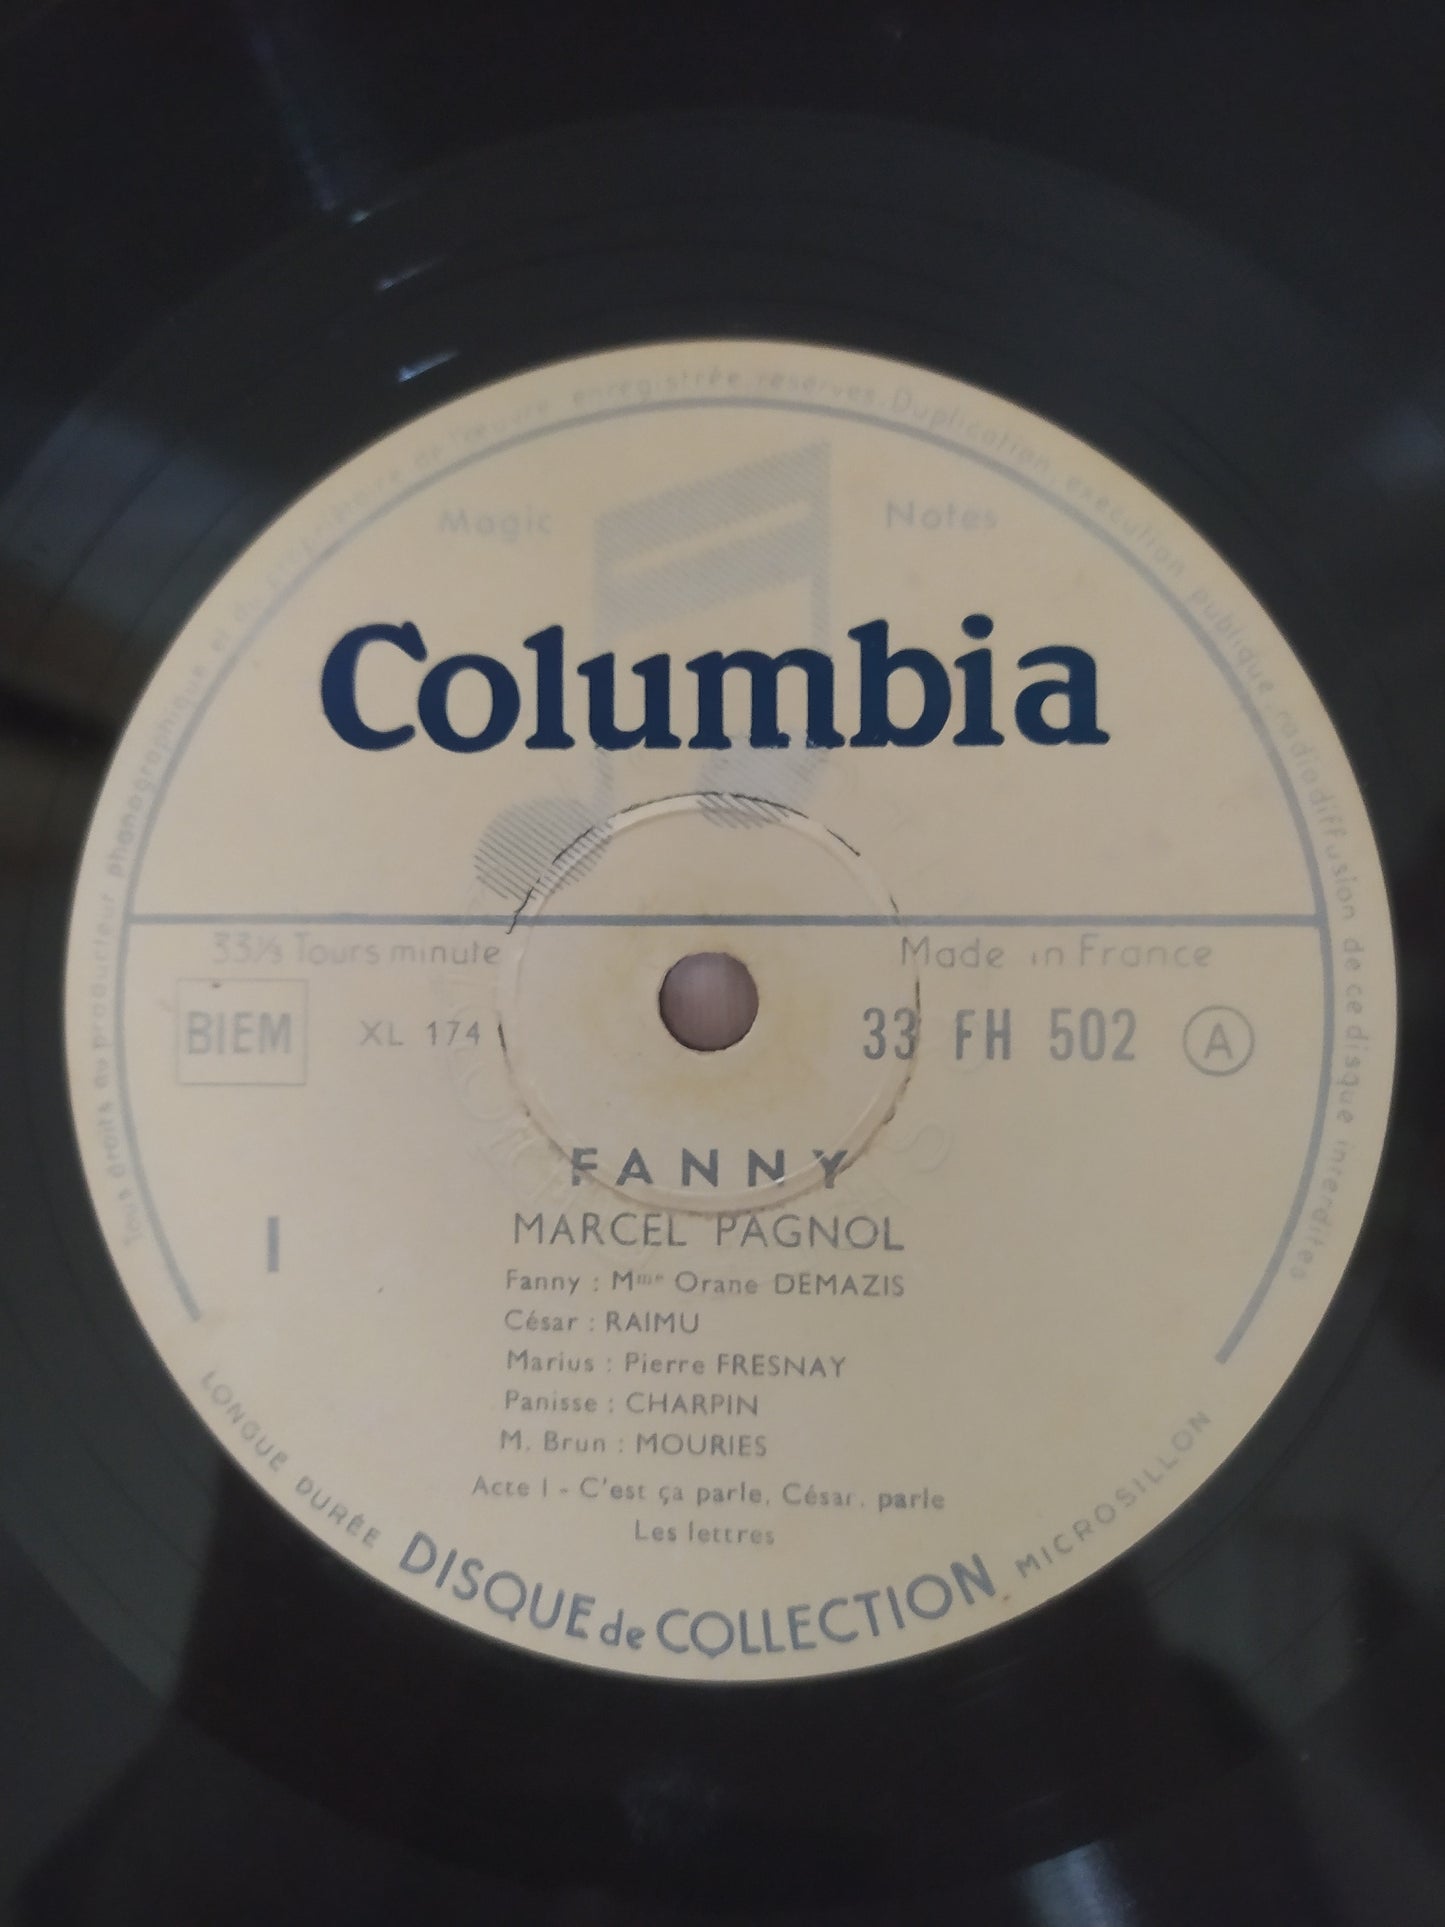 Tous droits du producteur phonographique et du propriétaire de l'œuvre enregistrée réservés. Duplication, exécution publique, radiodiffusion de ce disque interdites
Magic Notes
Columbia
33⅓ Tours minute Made in France
BIEM XL 174 33 FH 502 A
FANNY
I MARCEL PAGNOL
Fanny : Mme Orane DEMAZIS
César : RAIMU
Marius : Pierre FRESNAY
Panisse : CHARPIN
M. Brun : MOURIES
Acte I - C'est ça parle, César, parle
Les lettres
LONGUE DURÉE DISQUE de COLLECTION MICROSILLON